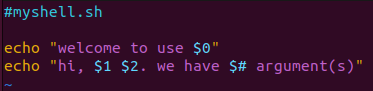 #myshell.sh
echo "welcome to use $0"
echo "hi, $1 $2. we have $# argument(s)"
~